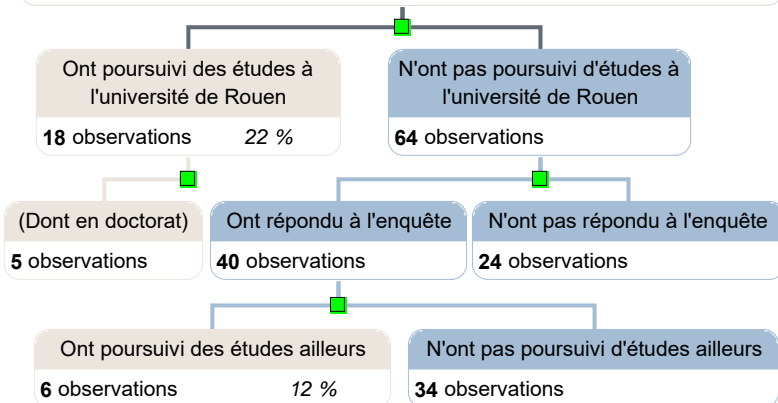 Ont poursuivi des études à
l'université de Rouen
18 observations 22 %
N'ont pas poursuivi d'études à
l'université de Rouen
64 observations
(Dont en doctorat)
5 observations
Ont répondu à l'enquête
40 observations
N'ont pas répondu à l'enquête
24 observations
Ont poursuivi des études ailleurs
6 observations 12 %
N'ont pas poursuivi d'études ailleurs
34 observations